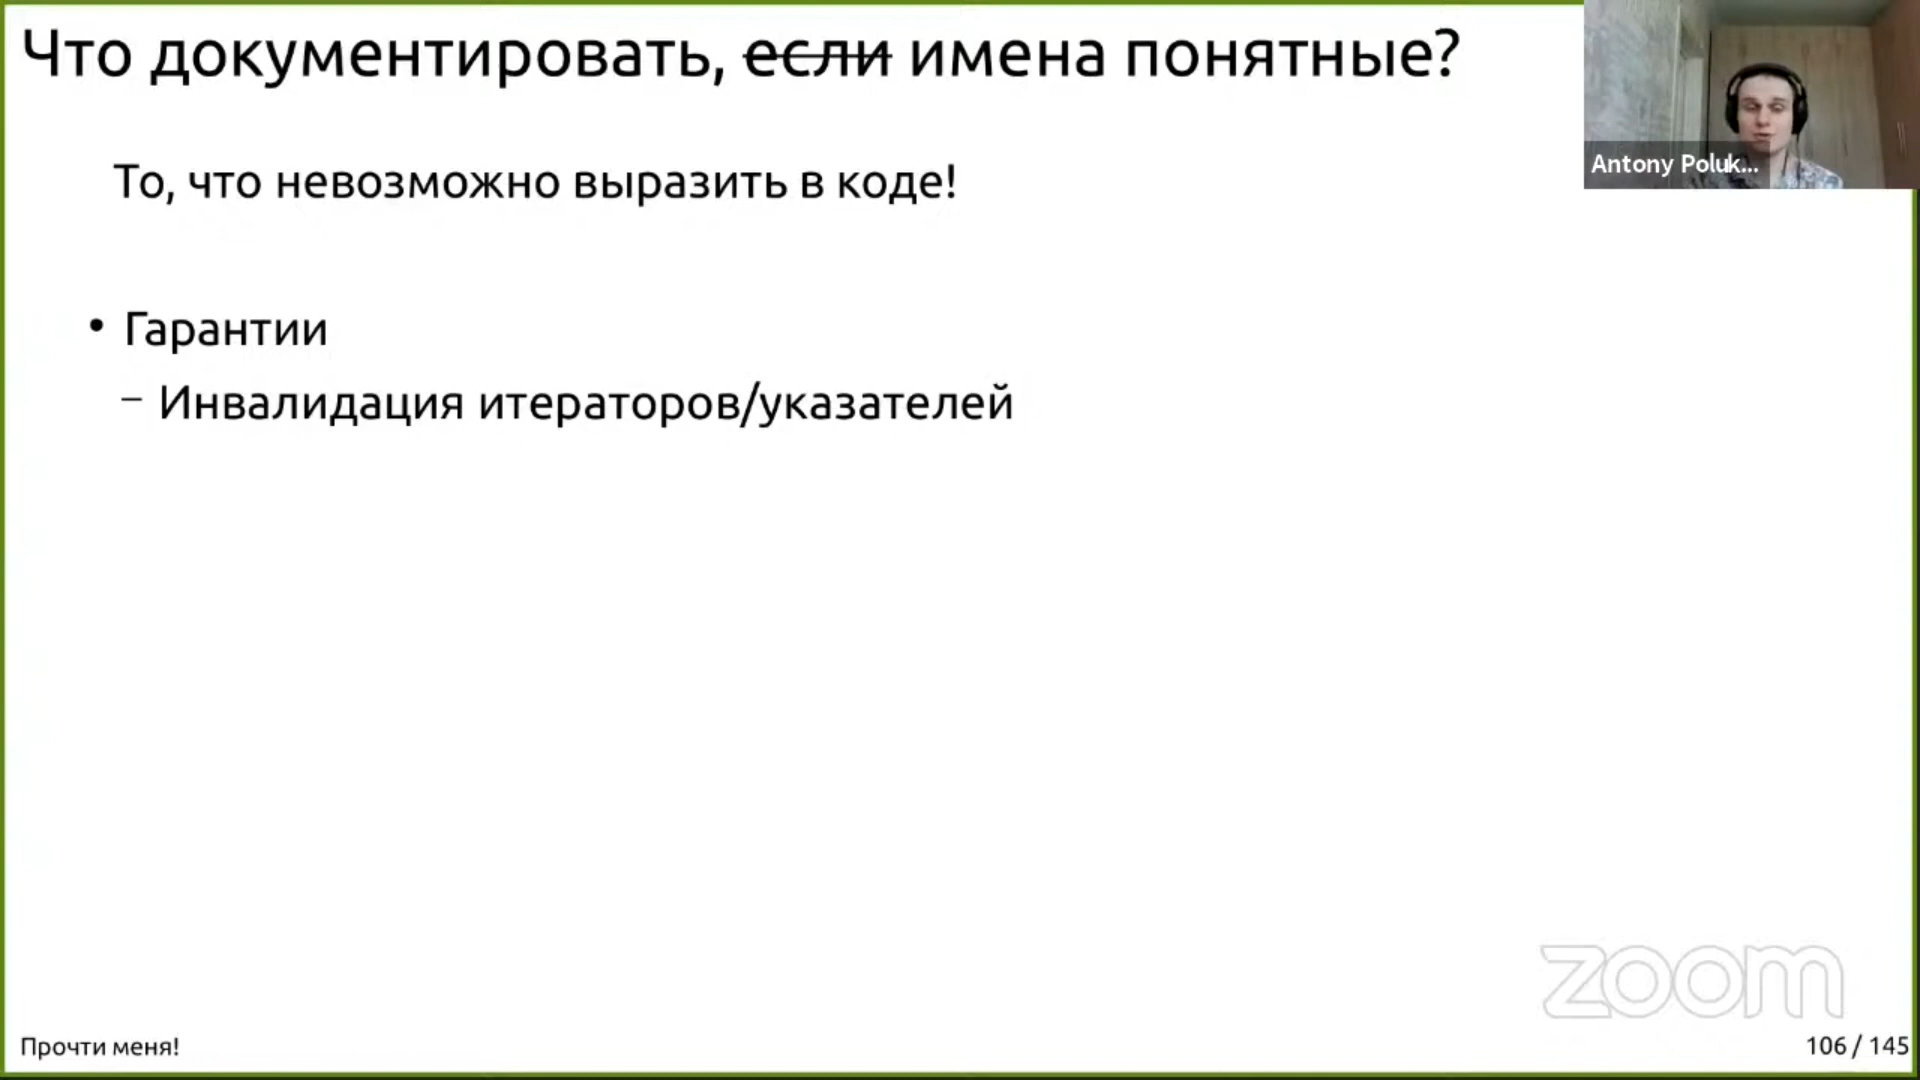 Что документировать, если имена понятные?
Antony Poluk...
То, что невозможно выразить в коде!
• Гарантии
– Инвалидация итераторов/указателей
zoom
Прочти меня!
106 / 145